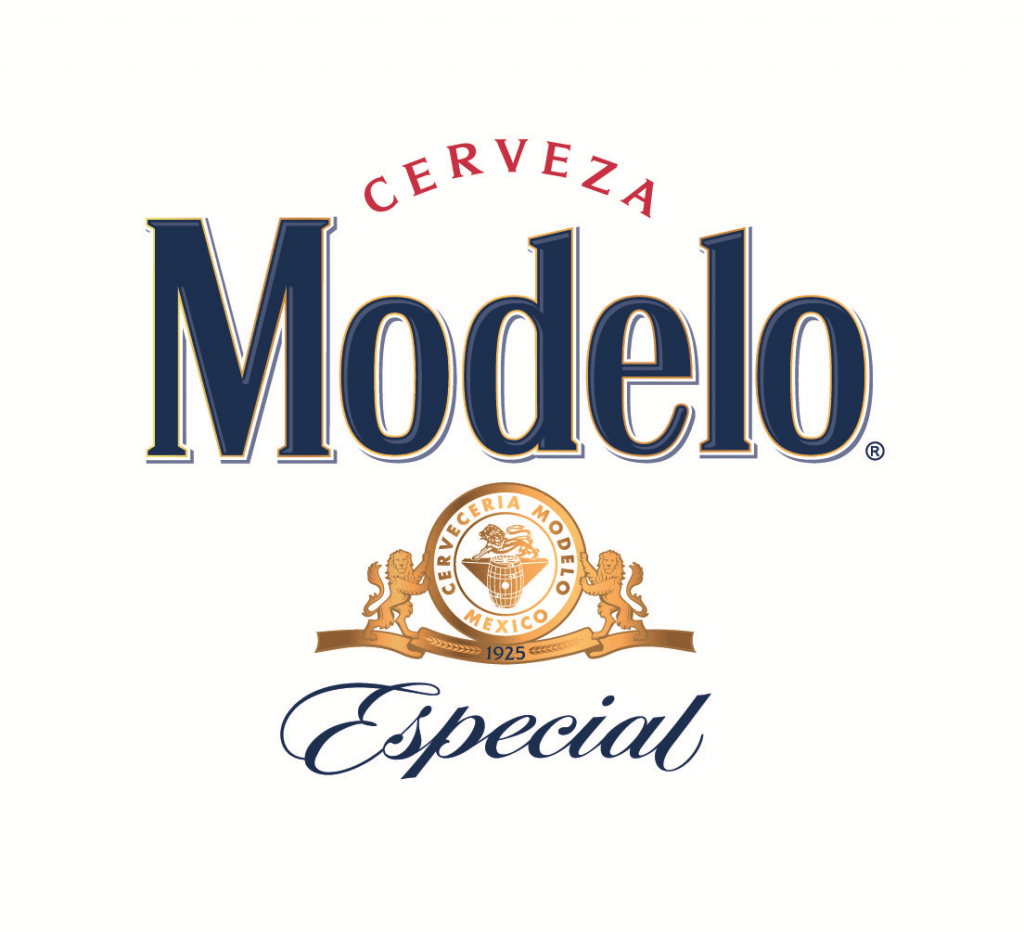 CERVEZA
Modelo®
CERVECERIA MODELO
MEXICO
1925
Especial